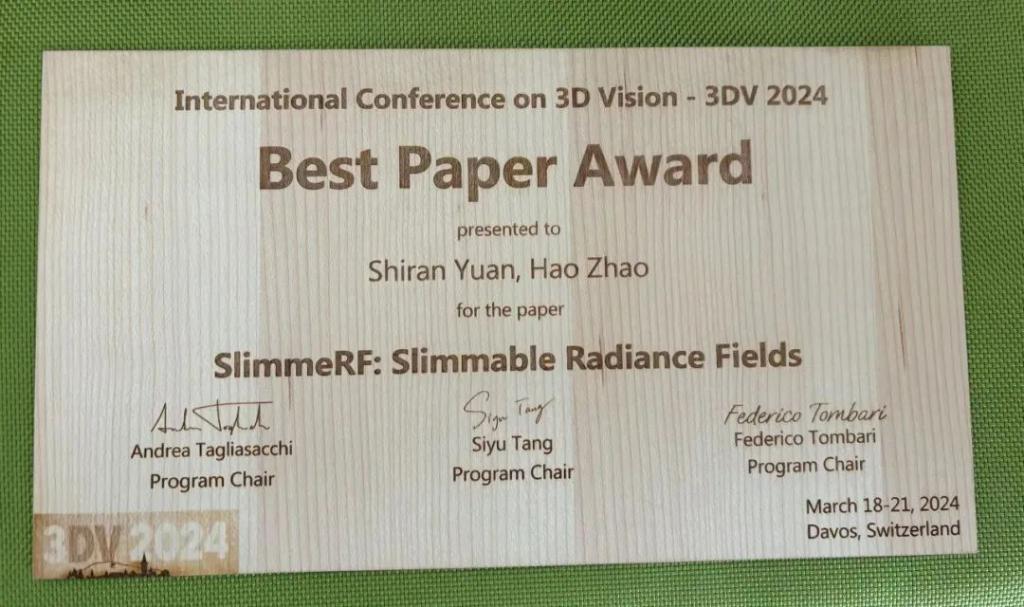 International Conference on 3D Vision - 3DV 2024
Best Paper Award
presented to
Shiran Yuan, Hao Zhao
for the paper
SlimmeRF: Slimmable Radiance Fields
Siyu Tang
Federico Tombari
Andrea Tagliasacchi
Program Chair
Siyu Tang
Program Chair
Federico Tombari
Program Chair
March 18-21, 2024
Davos, Switzerland
3DV 2024